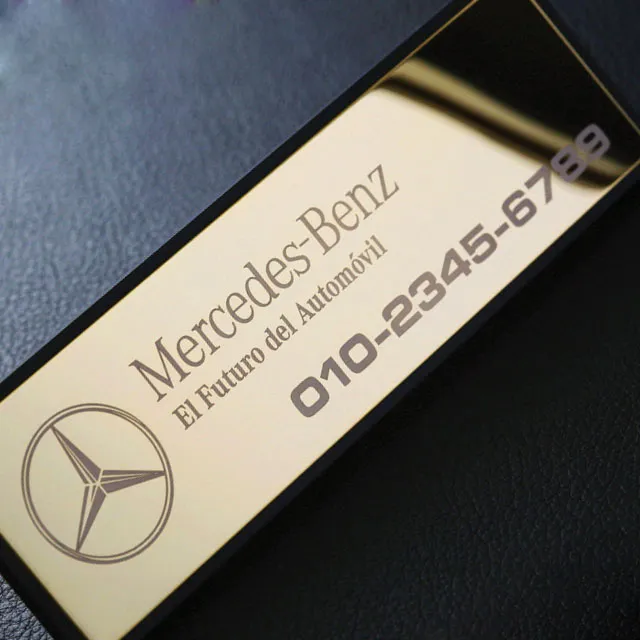 Mercedes-Benz
El Futuro del Automóvil
010-2345-6789